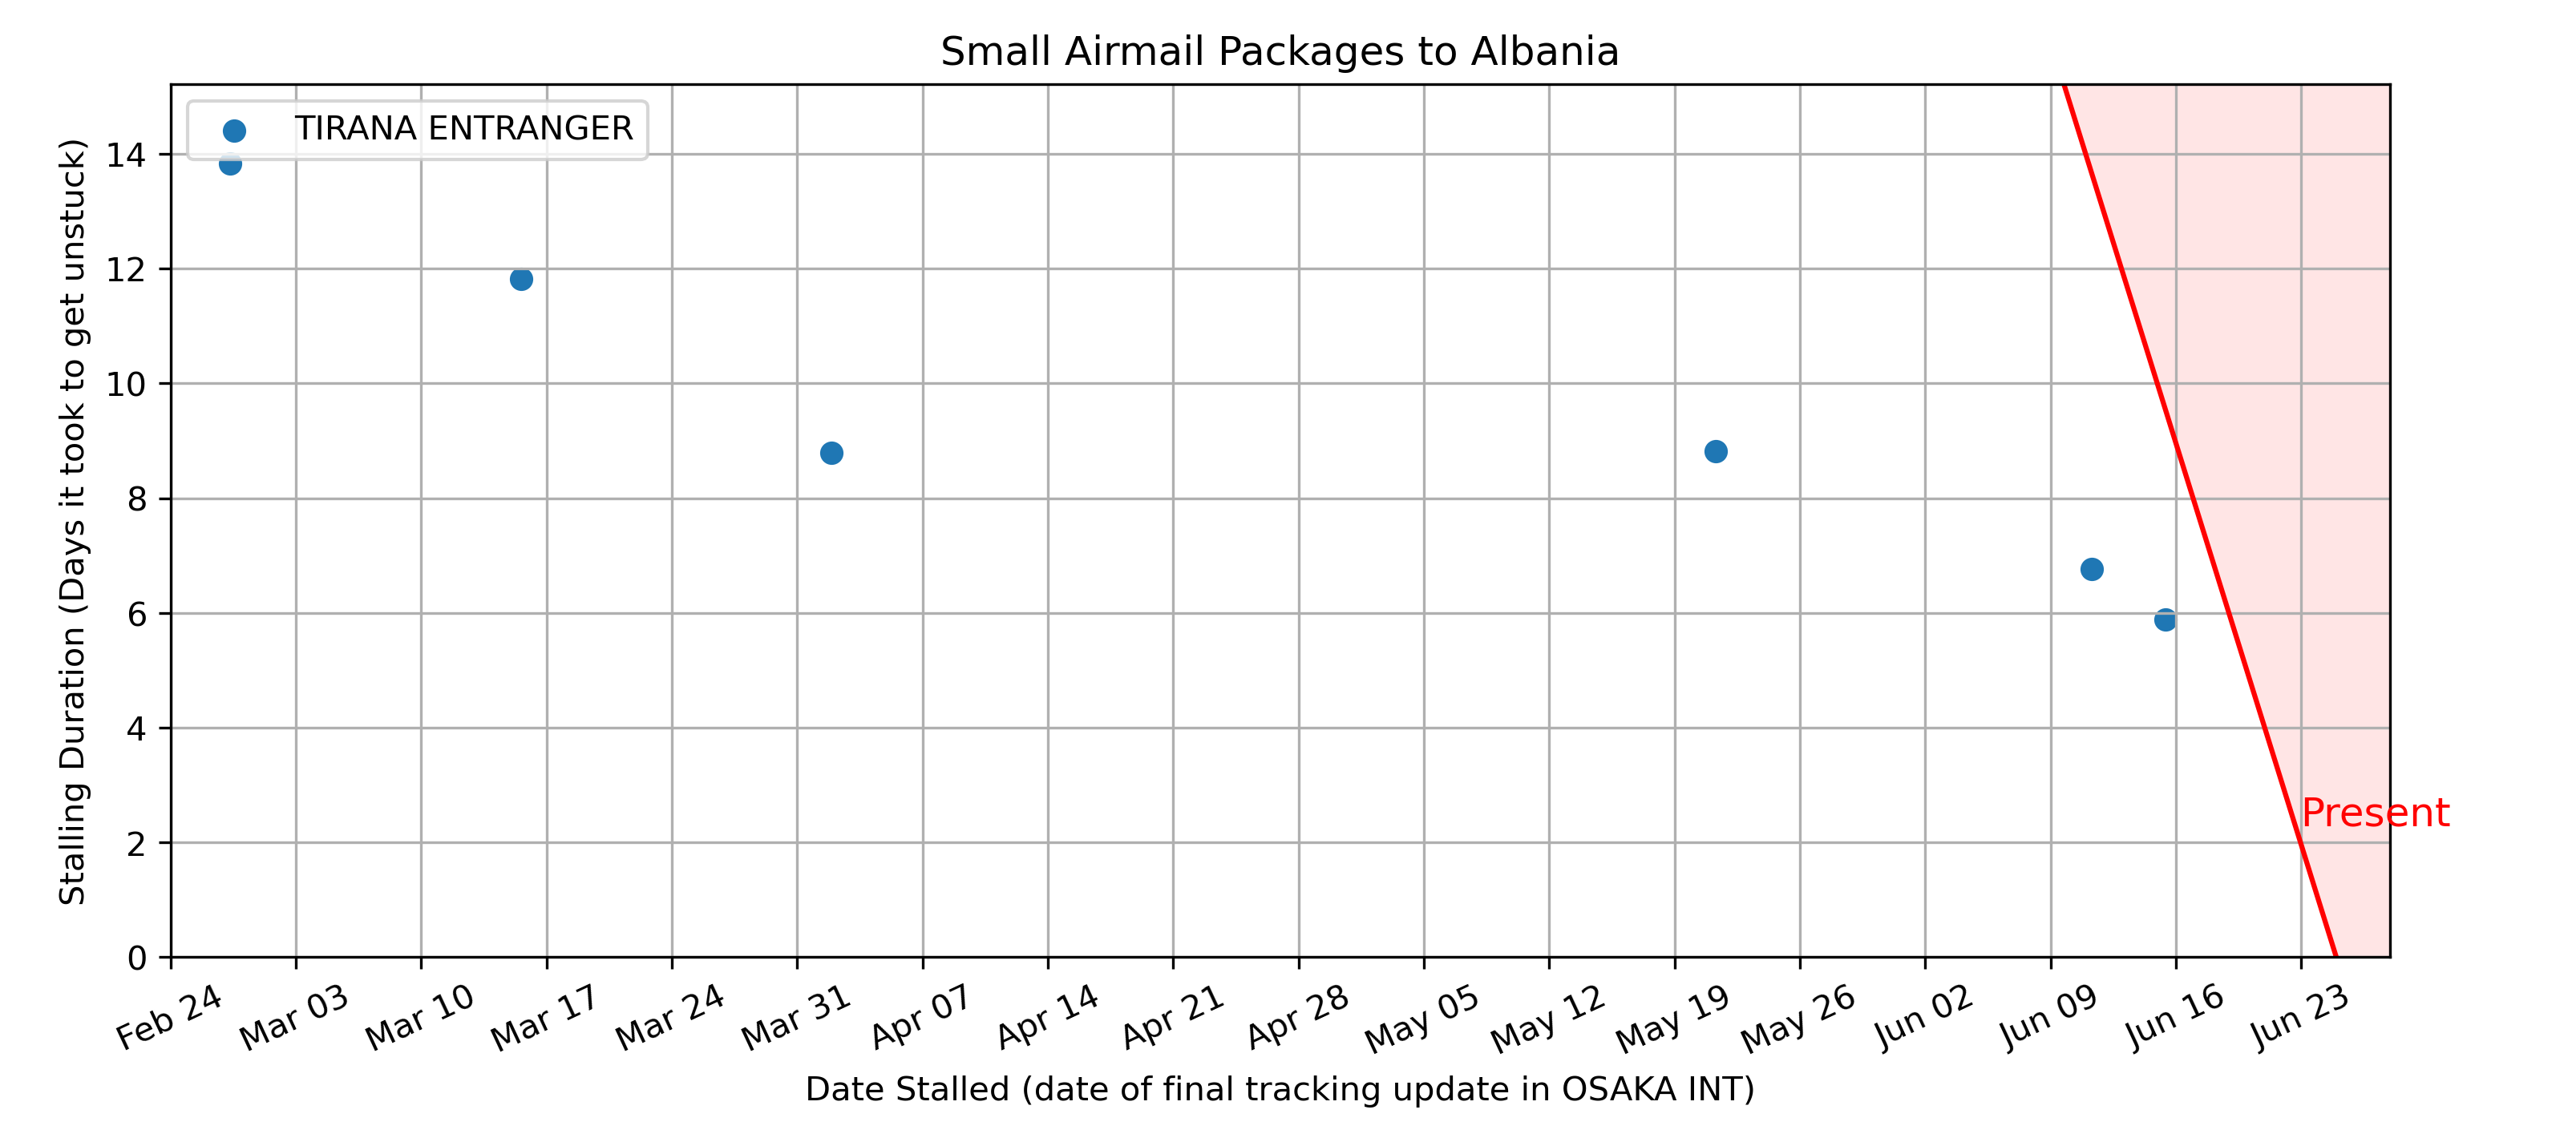 Small Airmail Packages to Albania
TIRANA ENTRANGER
Stalling Duration (Days it took to get unstuck)
14
12
10
8
6
4
2
0
Present
Feb 24
Mar 03
Mar 10
Mar 17
Mar 24
Mar 31
Apr 07
Apr 14
Apr 21
Apr 28
May 05
May 12
May 19
May 26
Jun 02
Jun 09
Jun 16
Jun 23
Date Stalled (date of final tracking update in OSAKA INT)